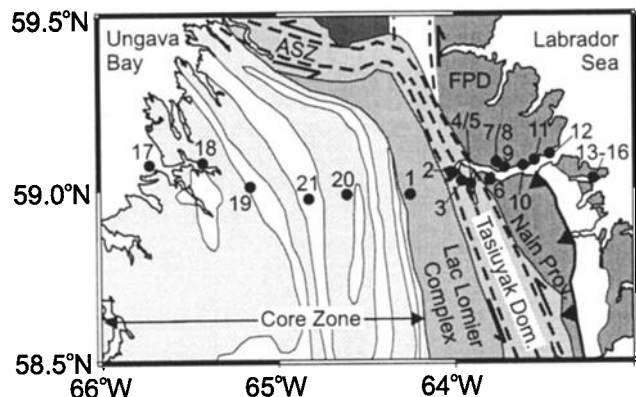 59.5°N
Ungava
Bay
ASZ
FPD
Labrador
Sea
4/5
7/8
9
11
12
13-16
17
18
2
59.0°N
19
21
20
1
3
6
10
Lac Lomier
Complex
Tasiuyak Dom.
Nain Prov.
Core Zone
58.5°N
66°W
65°W
64°W